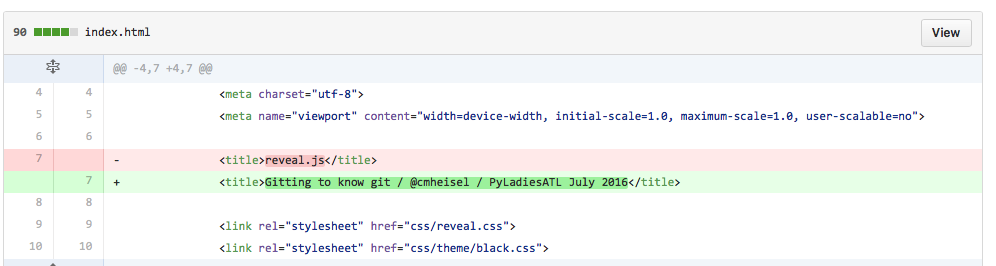 90 index.html View
@@ -4,7 +4,7 @@
4 4 <meta charset="utf-8">
5 5 <meta name="viewport" content="width=device-width, initial-scale=1.0, maximum-scale=1.0, user-scalable=no">
6 6
7 - <title>reveal.js</title>
7 + <title>Gitting to know git / @cmheisel / PyLadiesATL July 2016</title>
8 8
9 9 <link rel="stylesheet" href="css/reveal.css">
10 10 <link rel="stylesheet" href="css/theme/black.css">